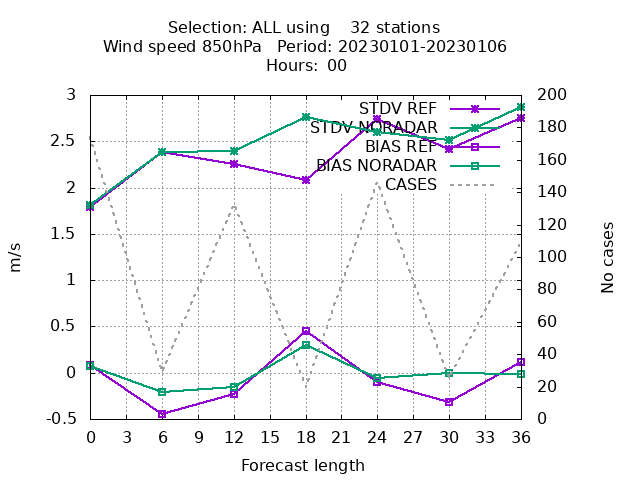 Selection: ALL using    32 stations
Wind speed 850hPa   Period: 20230101-20230106
Hours:  00
3
2.5
2
1.5
1
0.5
0
-0.5
200
180
160
140
120
100
80
60
40
20
0
STDV REF
STDV NORADAR
BIAS REF
BIAS NORADAR
CASES
m/s
No cases
0 3 6 9 12 15 18 21 24 27 30 33 36
Forecast length